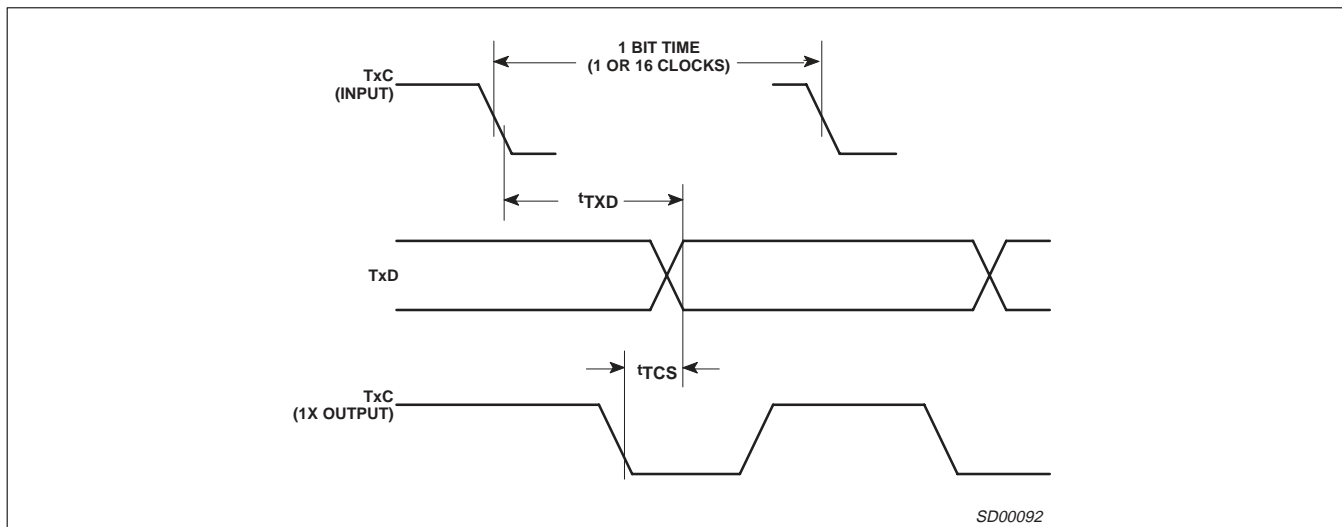 1 BIT TIME
(1 OR 16 CLOCKS)
TxC
(INPUT)
tTXD
TxD
tTCS
TxC
(1X OUTPUT)
SD00092